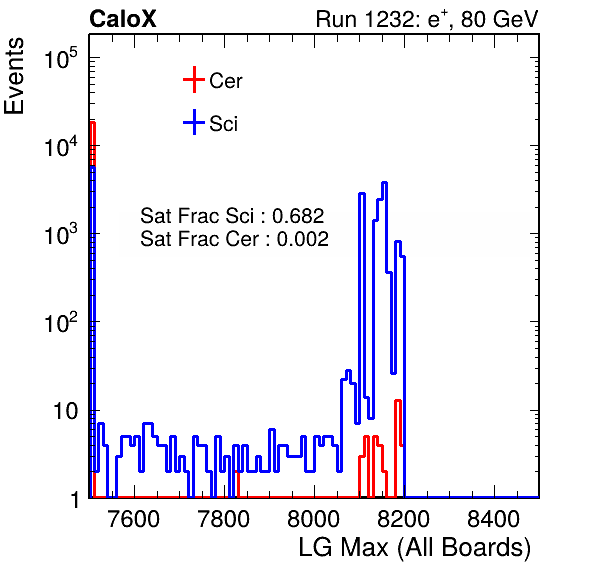 CaloX Run 1232: e⁺, 80 GeV
Events
Cer
Sci
Sat Frac Sci : 0.682
Sat Frac Cer : 0.002
10⁵
10⁴
10³
10²
10
1
7600 7800 8000 8200 8400
LG Max (All Boards)